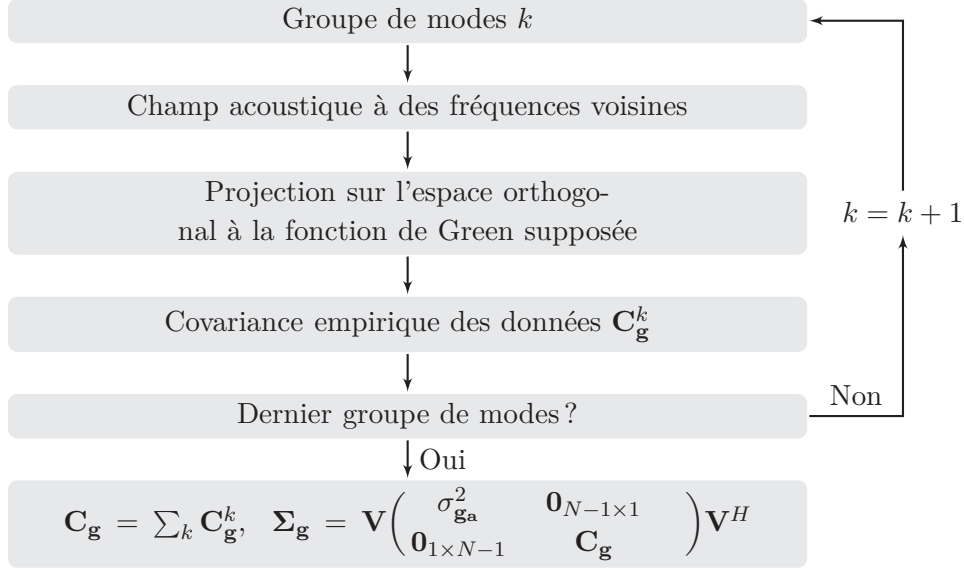 Groupe de modes k
Champ acoustique à des fréquences voisines
Projection sur l'espace orthogo-
nal à la fonction de Green supposée
k = k + 1
Covariance empirique des données C_g^k
Dernier groupe de modes ?
Non
Oui
C_g = ∑_k C_g^k, Σ_g = V ( σ_{g_a}^2 0_{N−1×1}
0_{1×N−1} C_g ) V^H